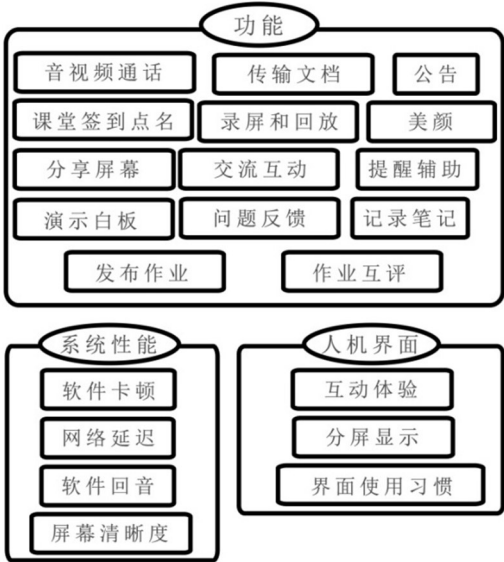 功能
音视频通话 传输文档 公告
课堂签到点名 录屏和回放 美颜
分享屏幕 交流互动 提醒辅助
演示白板 问题反馈 记录笔记
发布作业 作业互评
系统性能
软件卡顿
网络延迟
软件回音
屏幕清晰度
人机界面
互动体验
分屏显示
界面使用习惯